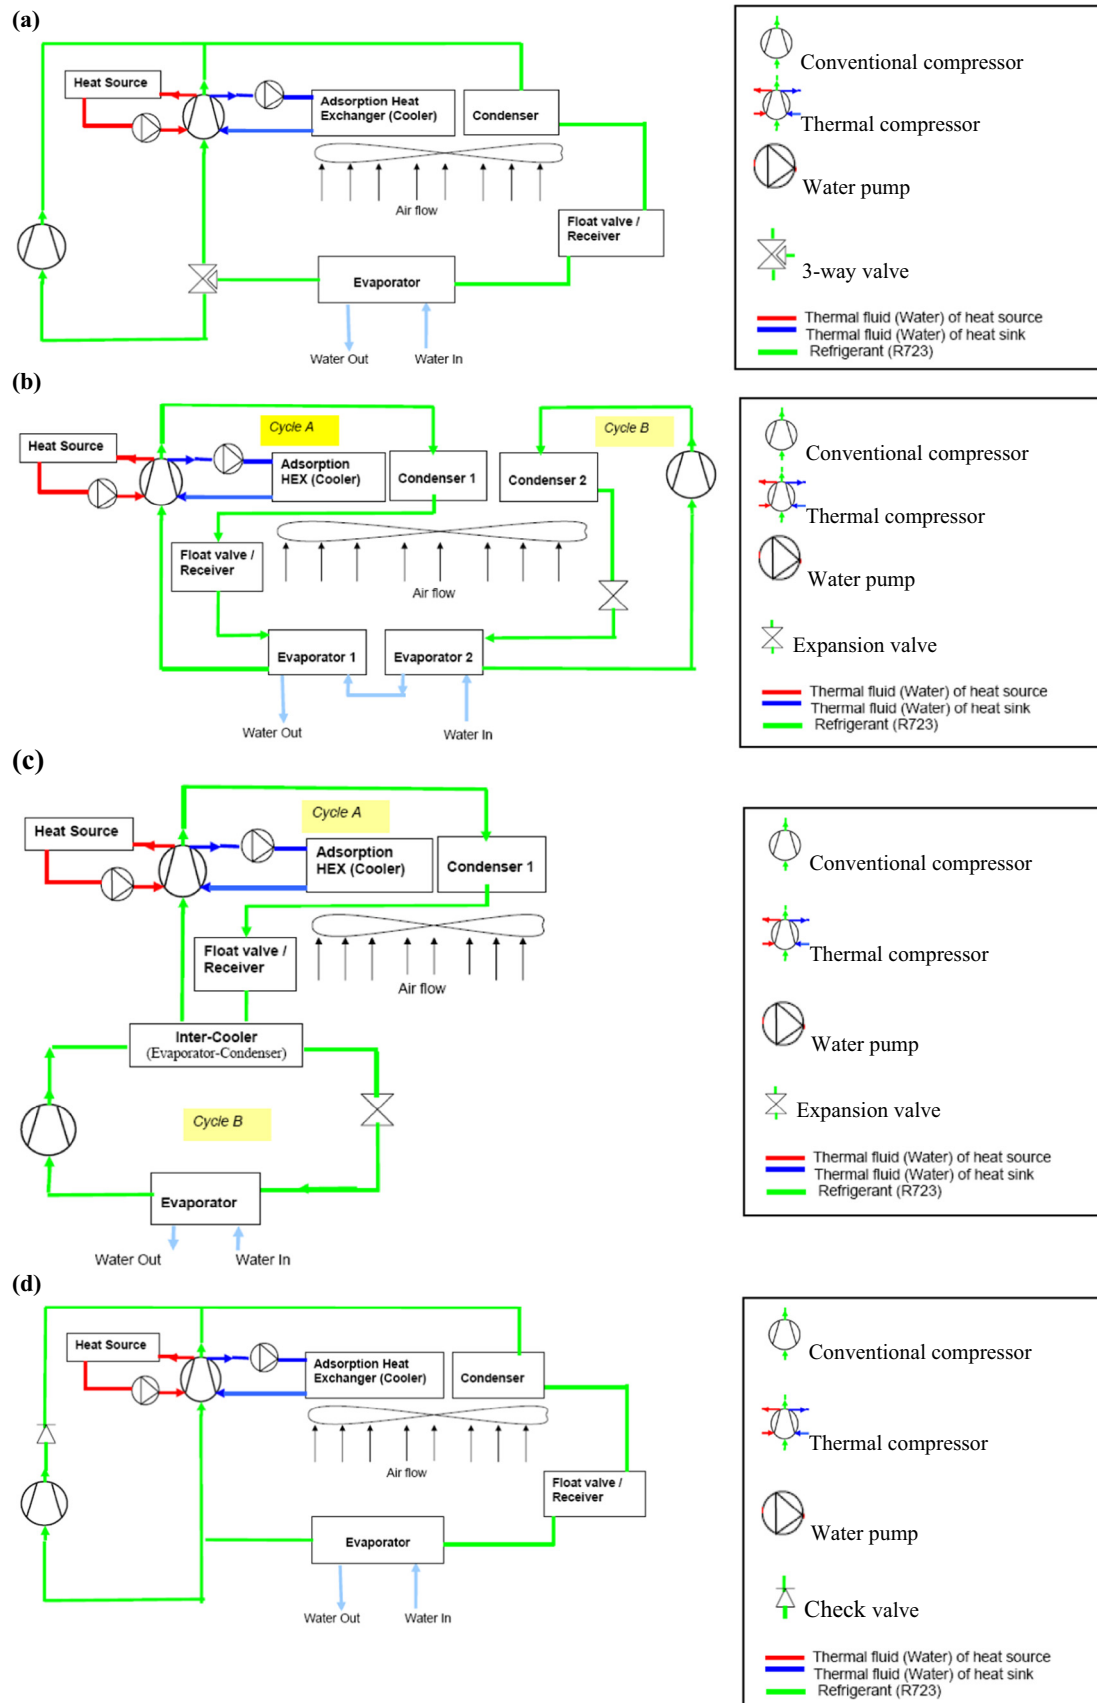 (a)
Heat Source
Adsorption Heat
Exchanger (Cooler)
Condenser
Air flow
Float valve /
Receiver
Evaporator
Water Out
Water In
Conventional compressor
Thermal compressor
Water pump
3-way valve
Thermal fluid (Water) of heat source
Thermal fluid (Water) of heat sink
Refrigerant (R723)
(b)
Cycle A
Cycle B
Heat Source
Adsorption
HEX (Cooler)
Condenser 1
Condenser 2
Float valve /
Receiver
Air flow
Evaporator 1
Evaporator 2
Water Out
Water In
Conventional compressor
Thermal compressor
Water pump
Expansion valve
Thermal fluid (Water) of heat source
Thermal fluid (Water) of heat sink
Refrigerant (R723)
(c)
Cycle A
Heat Source
Adsorption
HEX (Cooler)
Condenser 1
Float valve /
Receiver
Air flow
Inter-Cooler
(Evaporator-Condenser)
Cycle B
Evaporator
Water Out
Water In
Conventional compressor
Thermal compressor
Water pump
Expansion valve
Thermal fluid (Water) of heat source
Thermal fluid (Water) of heat sink
Refrigerant (R723)
(d)
Heat Source
Adsorption Heat
Exchanger (Cooler)
Condenser
Air flow
Float valve /
Receiver
Evaporator
Water Out
Water In
Conventional compressor
Thermal compressor
Water pump
Check valve
Thermal fluid (Water) of heat source
Thermal fluid (Water) of heat sink
Refrigerant (R723)